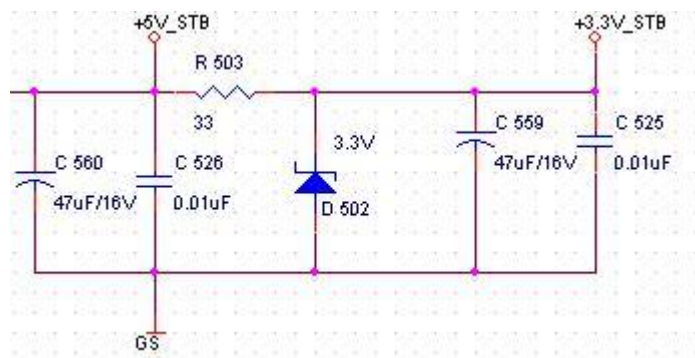 +5V_STB
+3.3V_STB
R 503
33
C 560
47uF/16V
C 526
0.01uF
3.3V
D 502
C 559
47uF/16V
C 525
0.01uF
GS